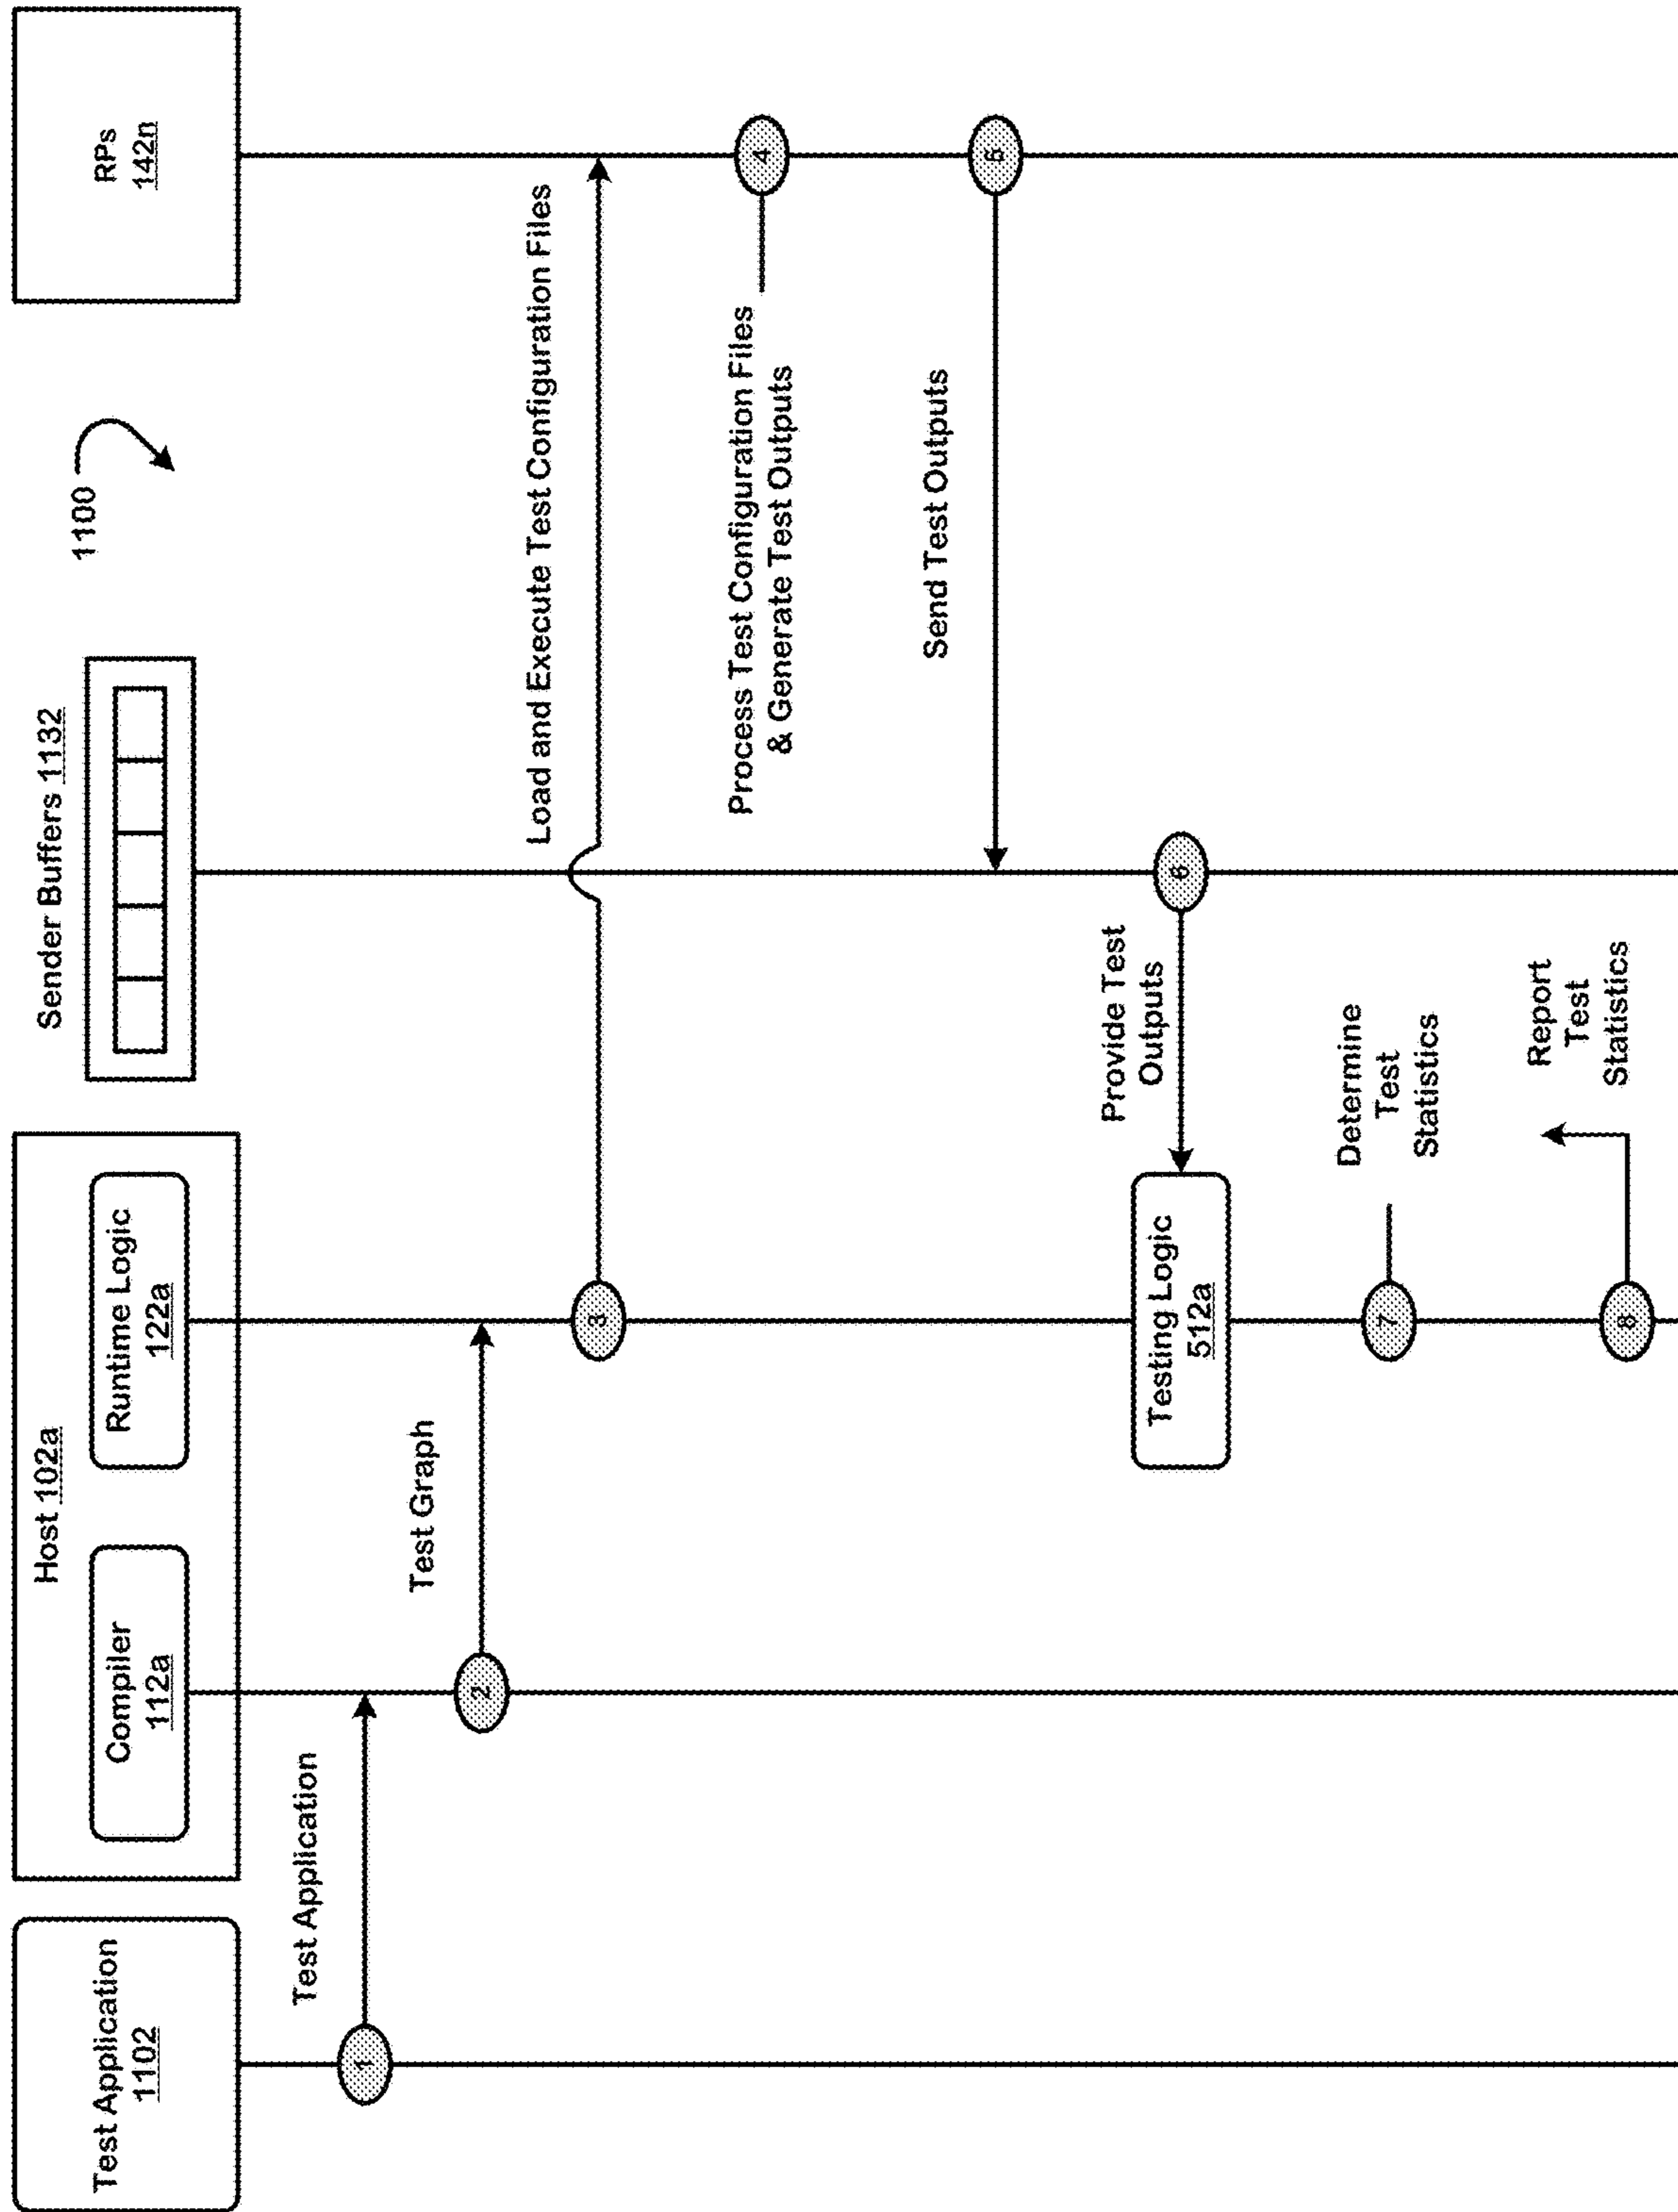 Test Application
1102
Host 102a
Compiler
112a
Runtime Logic
122a
Sender Buffers 1132
1100
RPs
142n
1
Test Application
2
Test Graph
3
Load and Execute Test Configuration Files
4
Process Test Configuration Files
& Generate Test Outputs
5
Send Test Outputs
6
Provide Test
Outputs
Testing Logic
512a
7
Determine
Test
Statistics
8
Report
Test
Statistics